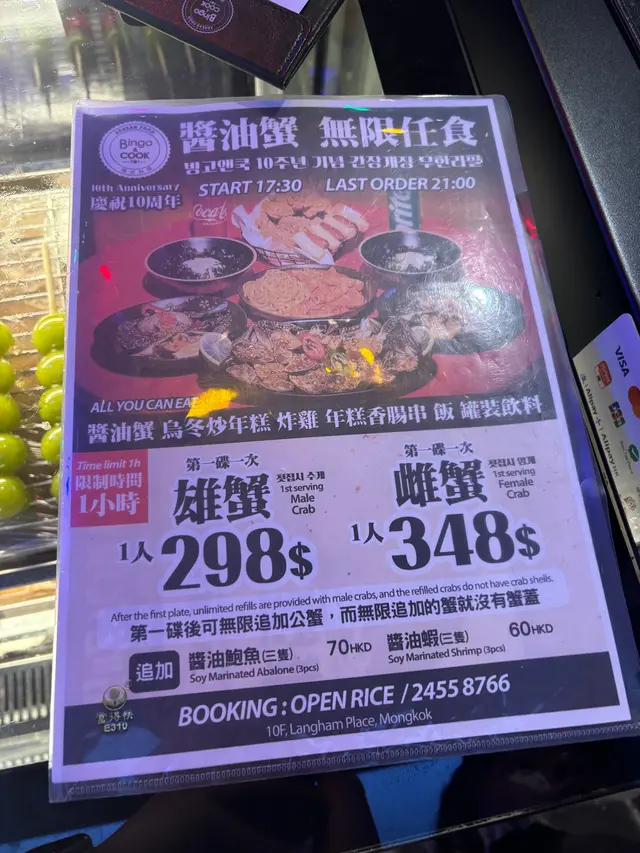 Bingo
& COOK
Bingo
& COOK
醬油蟹 無限任食
빙고앤쿡 10주년 기념 간장게장 무한리필
10th Anniversary
慶祝10周年
START 17:30 LAST ORDER 21:00
ALL YOU CAN EAT
醬油蟹 烏冬炒年糕 炸雞 年糕香腸串 飯 罐裝飲料
Time limit 1h
限制時間
1小時
第一碟一次
雄蟹
첫접시 수게
1st serving
Male
Crab
1人 298$
第一碟一次
雌蟹
첫접시 암게
1st serving
Female
Crab
1人 348$
After the first plate, unlimited refills are provided with male crabs, and the refilled crabs do not have crab shells.
第一碟後可無限追加公蟹，而無限追加的蟹就沒有蟹蓋
追加
醬油鮑魚(三隻) 70HKD
Soy Marinated Abalone (3pcs)
醬油蝦(三隻) 60HKD
Soy Marinated Shrimp (3pcs)
BOOKING : OPEN RICE / 2455 8766
10F, Langham Place, Mongkok
E310
VISA
Alipay